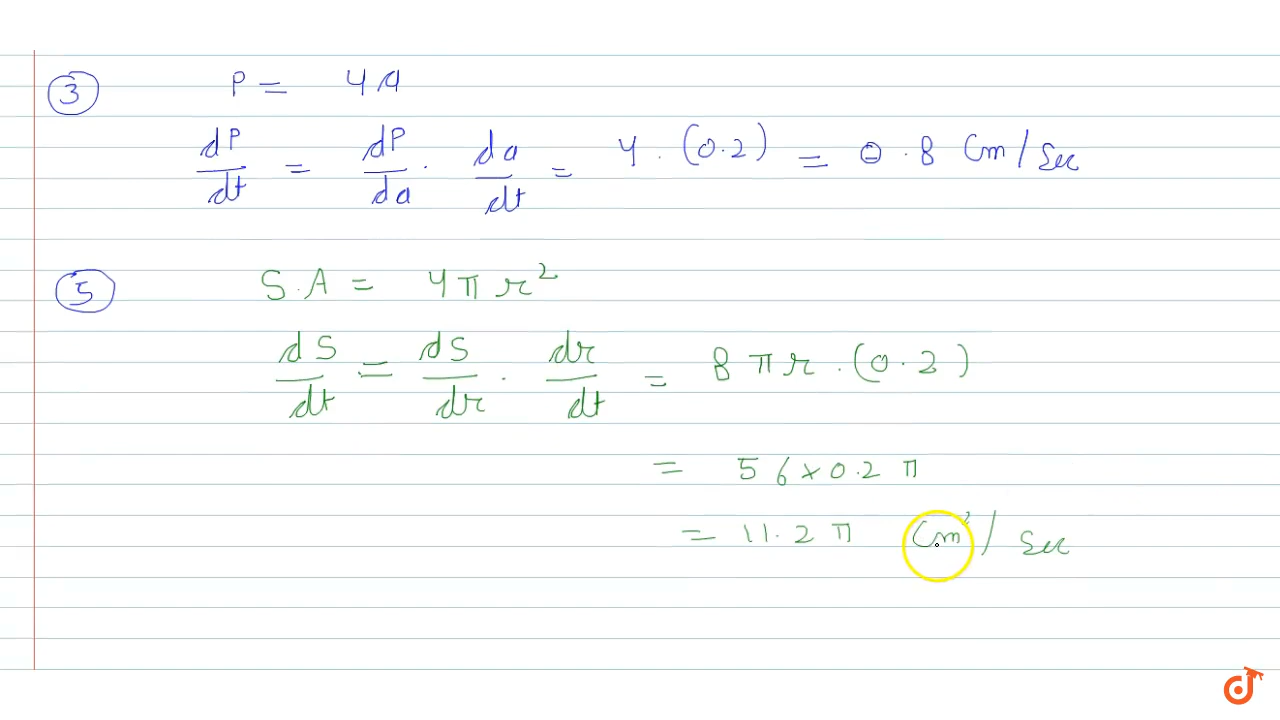 ③ P = 4a
dP/dt = dP/da · da/dt = 4 · (0.2) = 0.8 Cm/Sec
⑤ S.A = 4πr²
dS/dt = dS/dr · dr/dt = 8πr · (0.2)
= 56×0.2 π
= 11.2 π Cm²/Sec